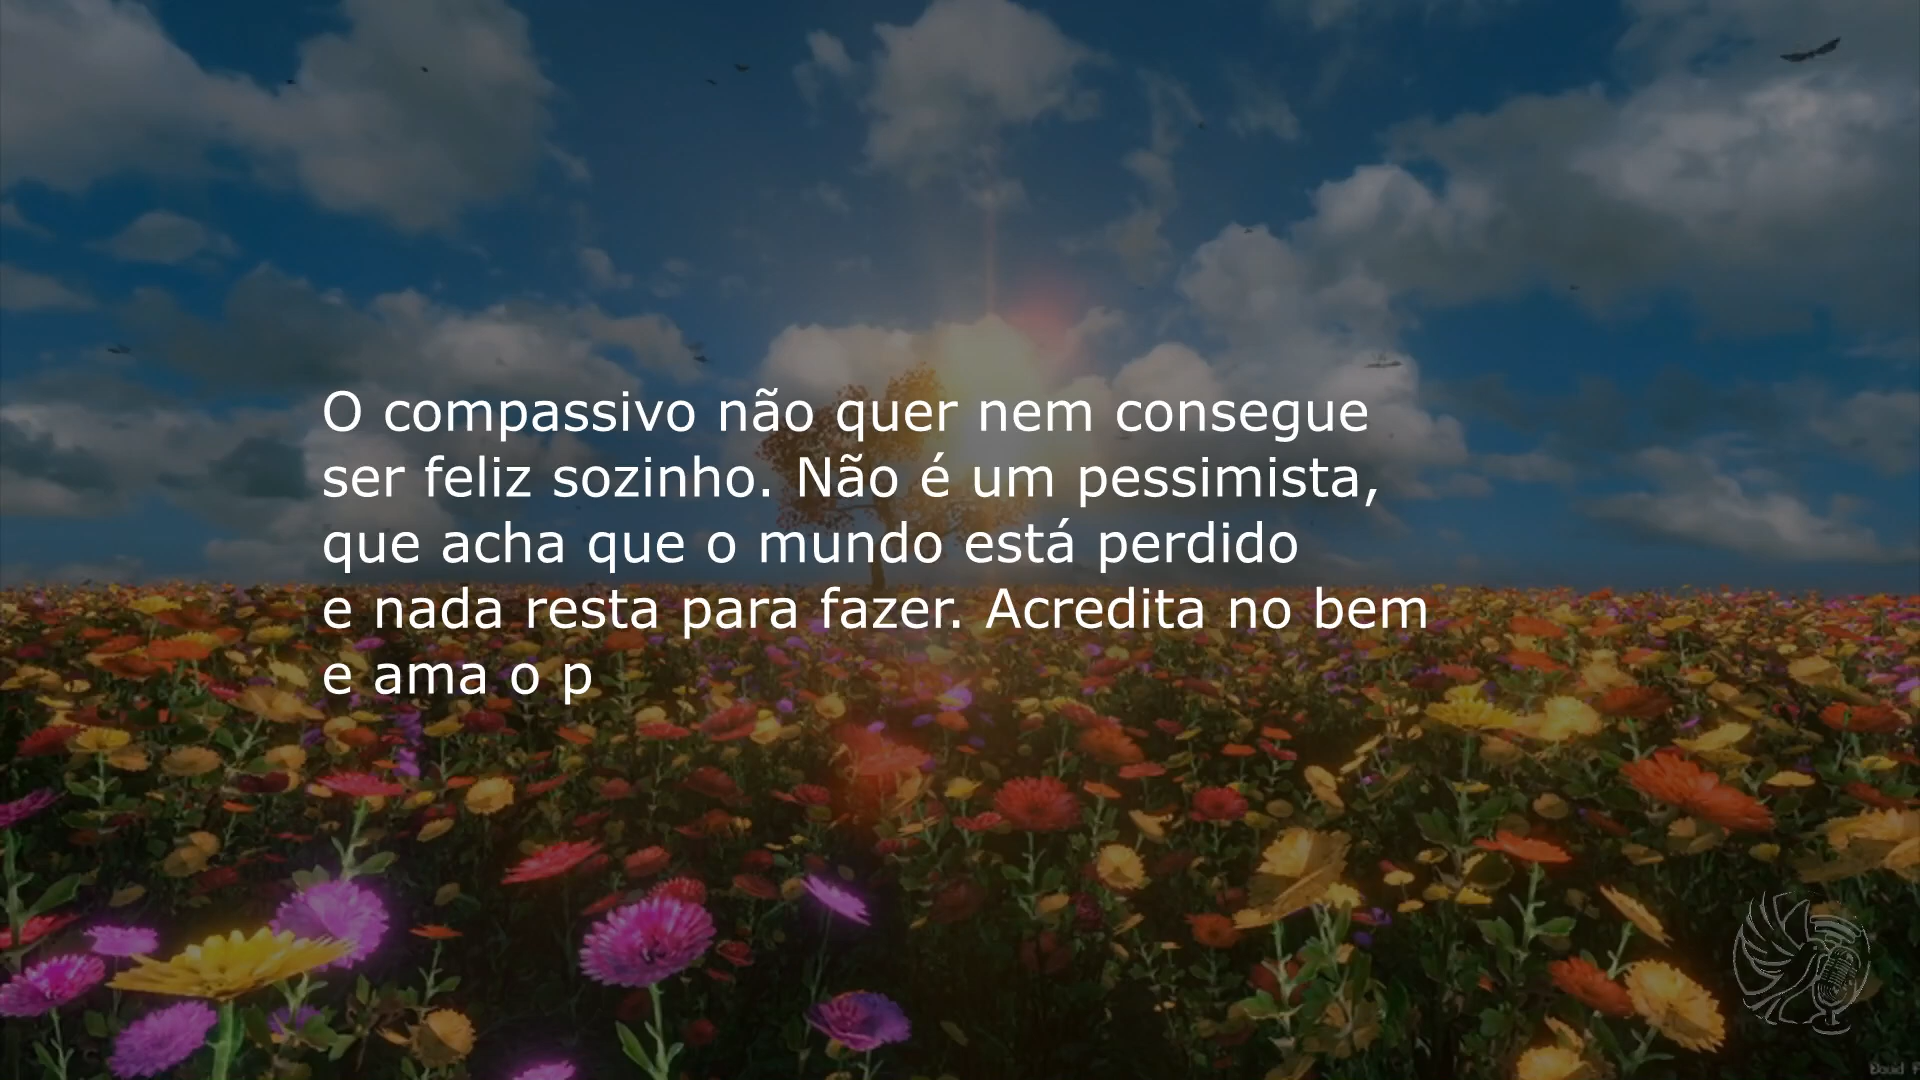 O compassivo não quer nem consegue
ser feliz sozinho. Não é um pessimista,
que acha que o mundo está perdido
e nada resta para fazer. Acredita no bem
e ama o p
David